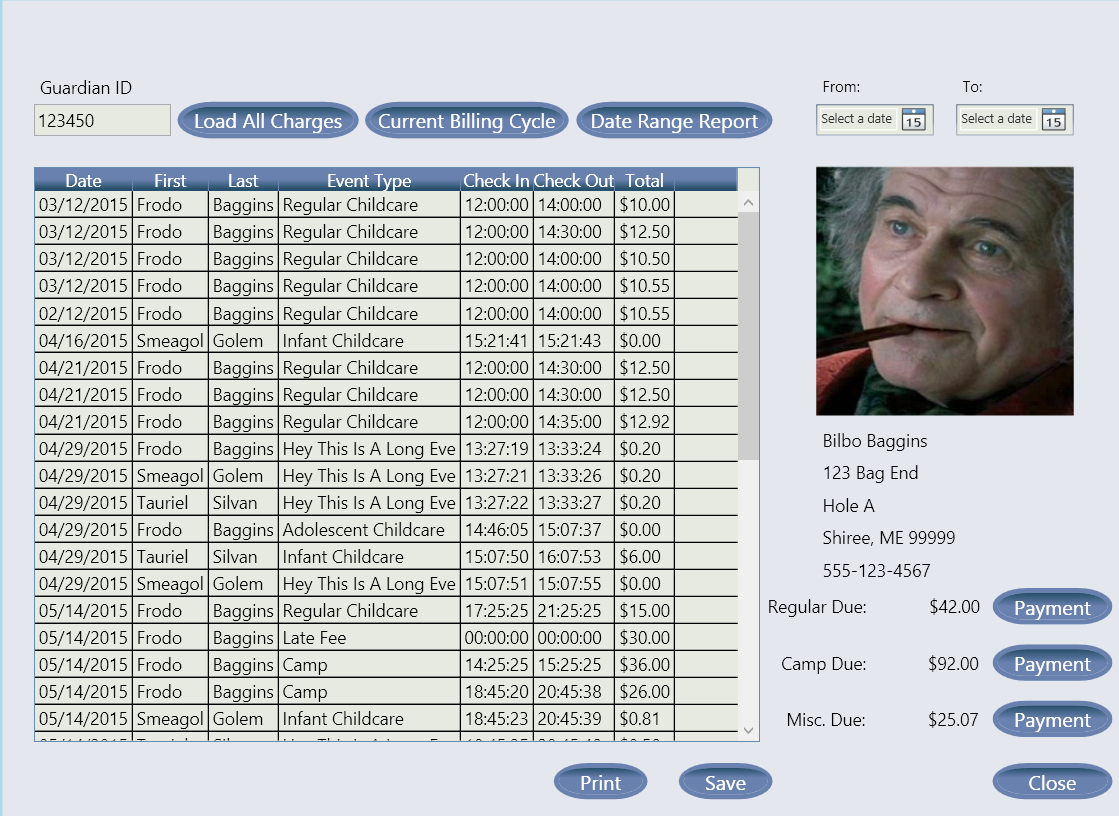 Guardian ID From: To:
123450 Load All Charges Current Billing Cycle Date Range Report Select a date 15 Select a date 15
Date First Last Event Type Check In Check Out Total
03/12/2015 Frodo Baggins Regular Childcare 12:00:00 14:00:00 $10.00
03/12/2015 Frodo Baggins Regular Childcare 12:00:00 14:30:00 $12.50
03/12/2015 Frodo Baggins Regular Childcare 12:00:00 14:00:00 $10.50
03/12/2015 Frodo Baggins Regular Childcare 12:00:00 14:00:00 $10.55
02/12/2015 Frodo Baggins Regular Childcare 12:00:00 14:00:00 $10.55
04/16/2015 Smeagol Golem Infant Childcare 15:21:41 15:21:43 $0.00
04/21/2015 Frodo Baggins Regular Childcare 12:00:00 14:30:00 $12.50
04/21/2015 Frodo Baggins Regular Childcare 12:00:00 14:30:00 $12.50
04/21/2015 Frodo Baggins Regular Childcare 12:00:00 14:35:00 $12.92
04/29/2015 Frodo Baggins Hey This Is A Long Eve 13:27:19 13:33:24 $0.20
04/29/2015 Smeagol Golem Hey This Is A Long Eve 13:27:21 13:33:26 $0.20
04/29/2015 Tauriel Silvan Hey This Is A Long Eve 13:27:22 13:33:27 $0.20
04/29/2015 Frodo Baggins Adolescent Childcare 14:46:05 15:07:37 $0.00
04/29/2015 Tauriel Silvan Infant Childcare 15:07:50 16:07:53 $6.00
04/29/2015 Smeagol Golem Hey This Is A Long Eve 15:07:51 15:07:55 $0.00
05/14/2015 Frodo Baggins Regular Childcare 17:25:25 21:25:25 $15.00
05/14/2015 Frodo Baggins Late Fee 00:00:00 00:00:00 $30.00
05/14/2015 Frodo Baggins Camp 14:25:25 15:25:25 $36.00
05/14/2015 Frodo Baggins Camp 18:45:20 20:45:38 $26.00
05/14/2015 Smeagol Golem Infant Childcare 18:45:23 20:45:39 $0.81
Bilbo Baggins
123 Bag End
Hole A
Shiree, ME 99999
555-123-4567
Regular Due: $42.00 Payment
Camp Due: $92.00 Payment
Misc. Due: $25.07 Payment
Print Save Close